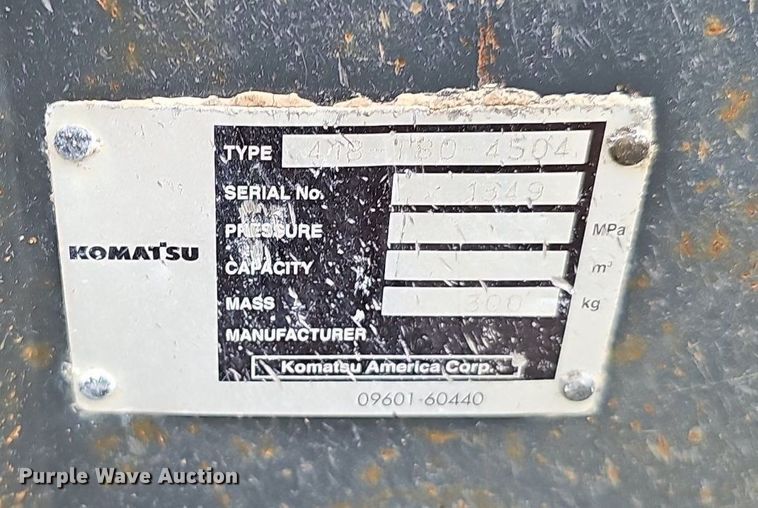 KOMATSU
TYPE
SERIAL No. 1349
PRESSURE MPa
CAPACITY m³
MASS 300 kg
MANUFACTURER
Komatsu America Corp.
09601-60440
Purple Wave Auction